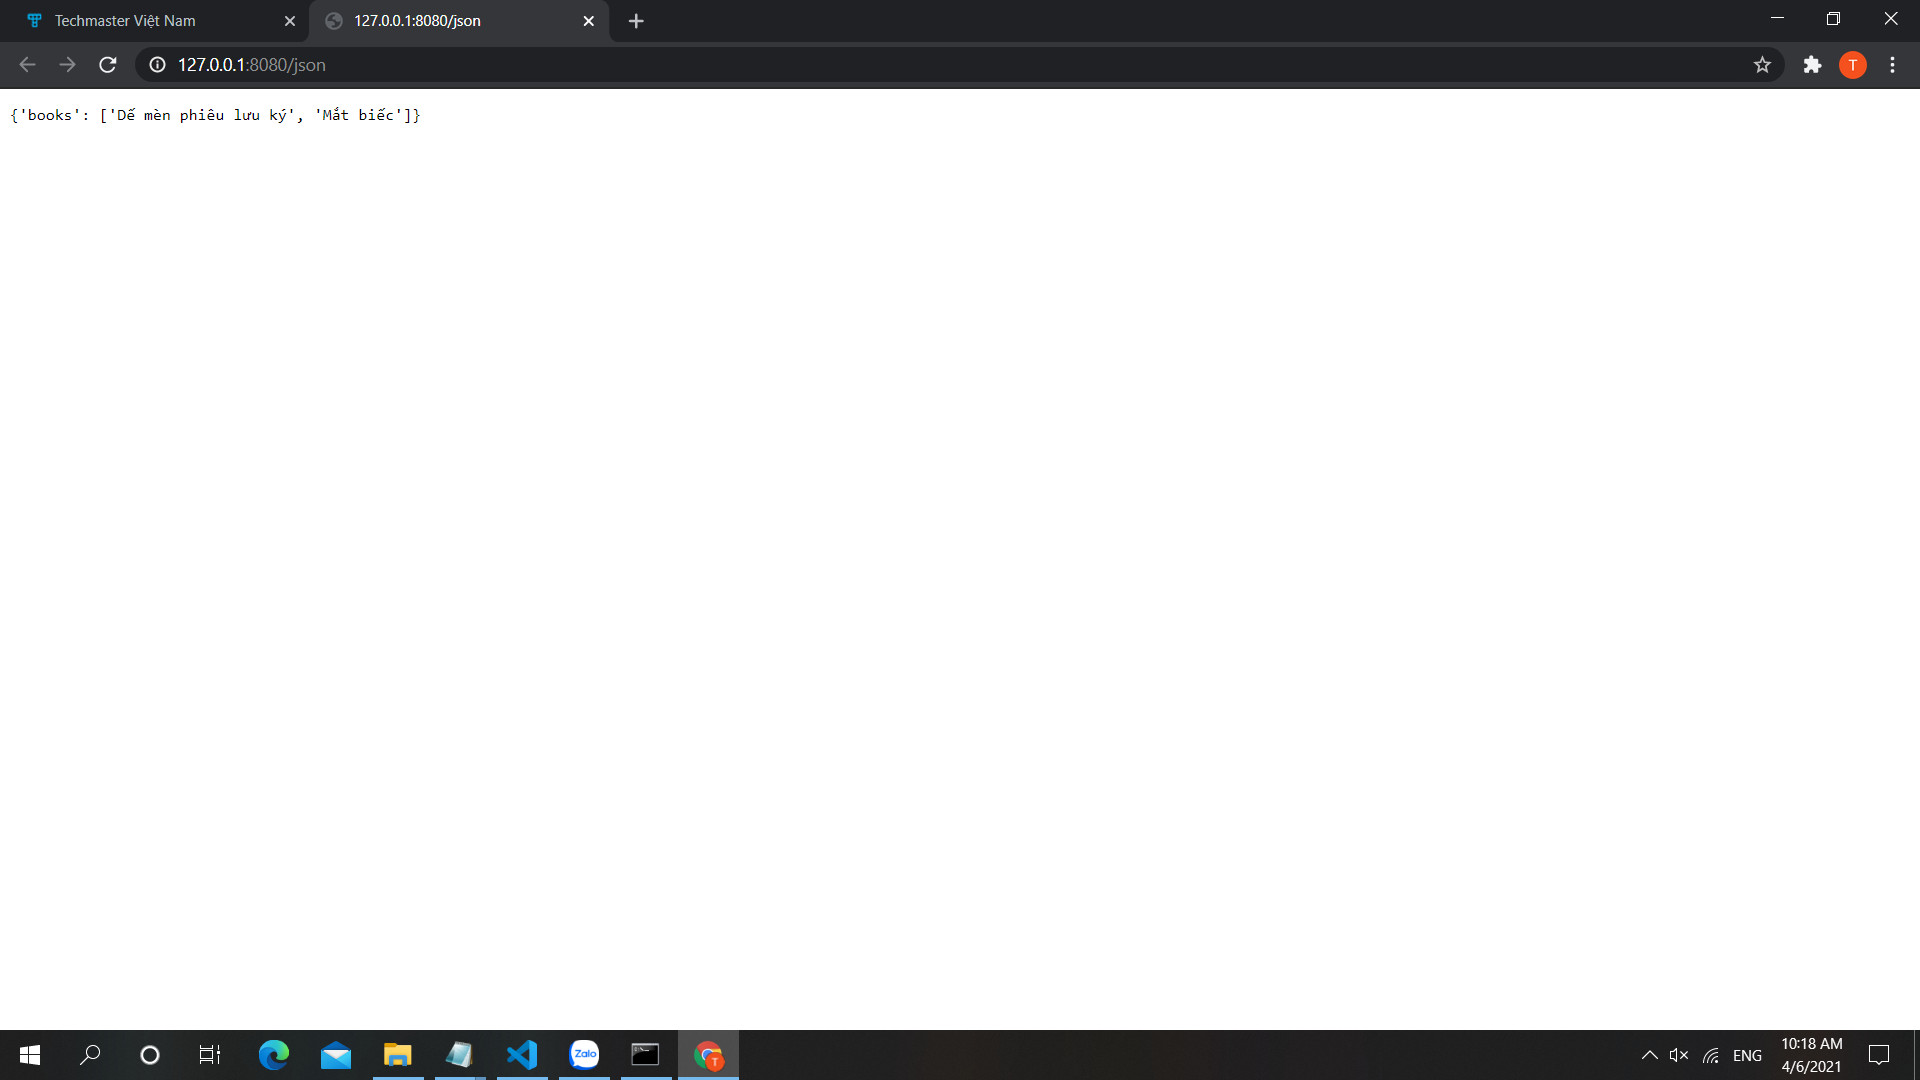 Techmaster Việt Nam
127.0.0.1:8080/json
127.0.0.1:8080/json
T
{'books': ['Dế mèn phiêu lưu ký', 'Mắt biếc']}
Zalo
T
ENG
10:18 AM
4/6/2021